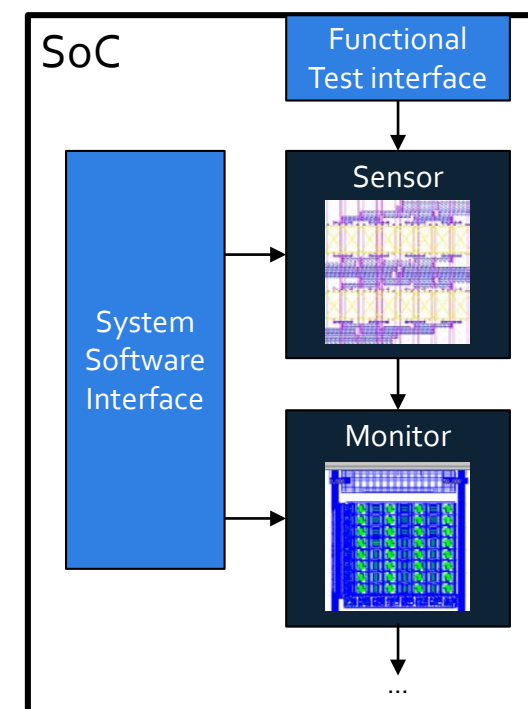 SoC
Functional
Test interface
Sensor
System
Software
Interface
Monitor
...